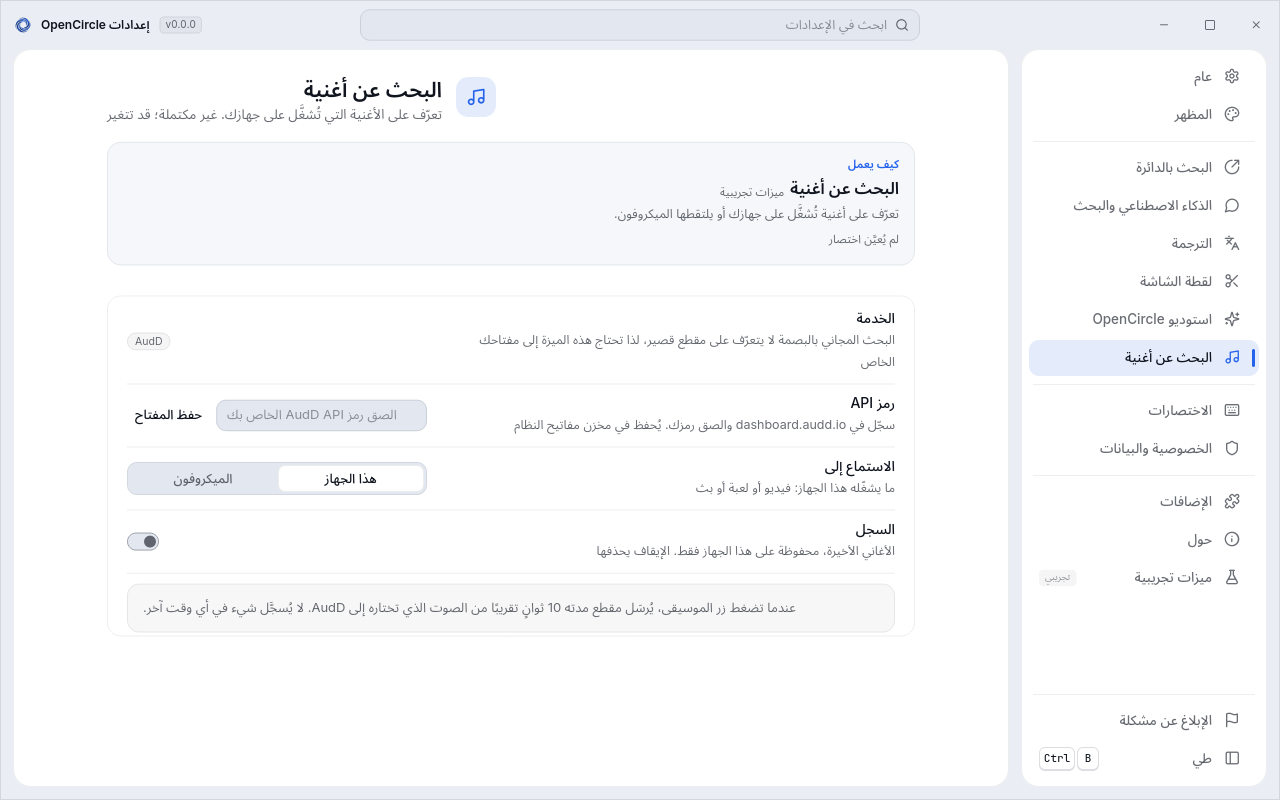 إعدادات OpenCircle
v0.0.0
ابحث في الإعدادات
عام
المظهر
البحث بالدائرة
الذكاء الاصطناعي والبحث
الترجمة
لقطة الشاشة
استوديو OpenCircle
البحث عن أغنية
الاختصارات
الخصوصية والبيانات
الإضافات
حول
ميزات تجريبية
تجريبي
الإبلاغ عن مشكلة
طي
Ctrl B
البحث عن أغنية
تعرّف على الأغنية التي تُشغَّل على جهازك. غير مكتملة؛ قد تتغير
كيف يعمل
البحث عن أغنية ميزات تجريبية
تعرّف على أغنية تُشغَّل على جهازك أو يلتقطها الميكروفون.
لم يُعيَّن اختصار
الخدمة
البحث المجاني بالبصمة لا يتعرّف على مقطع قصير، لذا تحتاج هذه الميزة إلى مفتاحك
الخاص
AudD
رمز API
سجّل في dashboard.audd.io والصق رمزك. يُحفظ في مخزن مفاتيح النظام
الصق رمز AudD API الخاص بك
حفظ المفتاح
الاستماع إلى
ما يشغّله هذا الجهاز: فيديو أو لعبة أو بث
هذا الجهاز
الميكروفون
السجل
الأغاني الأخيرة، محفوظة على هذا الجهاز فقط. الإيقاف يحذفها
عندما تضغط زر الموسيقى، يُرسَل مقطع مدته 10 ثوانٍ تقريبًا من الصوت الذي تختاره إلى AudD. لا يُسجَّل شيء في أي وقت آخر.